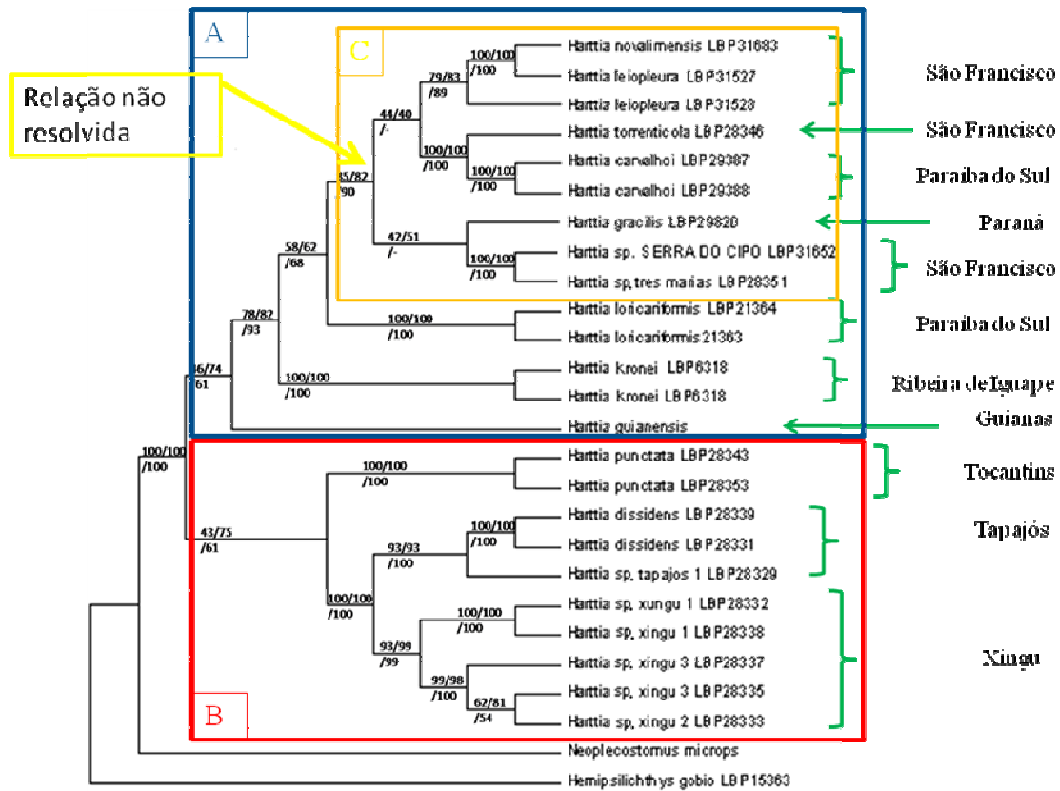 A
C
Relação não
resolvida
Harttia novalimensis LBP31683
100/100
/100
Harttia leiopleura LBP31527
79/83
/89
Harttia leiopleura LBP31528
44/40
/-
Harttia torrenticola LBP28346
100/100
/100
Harttia carvalhoi LBP29387
100/100
/100
Harttia carvalhoi LBP29388
85/82
/90
Harttia gracilis LBP29820
42/51
/-
Harttia sp. SERRA DO CIPO LBP31652
100/100
/100
Harttia sp,tres marias LBP28351
58/62
/68
Harttia loricariformis LBP21364
100/100
/100
Harttia loricariformis21363
78/82
/93
Harttia kronei LBP6318
100/100
/100
Harttia kronei LBP6318
/74
61
Harttia guianensis
100/100
/100
Harttia punctata LBP28343
100/100
/100
Harttia punctata LBP28353
43/75
/61
Harttia dissidens LBP28339
100/100
/100
Harttia dissidens LBP28331
93/93
/100
Harttia sp. tapajos 1 LBP28329
100/100
/100
Harttia sp, xungu 1 LBP28332
100/100
/100
Harttia sp, xingu 1 LBP28338
93/99
/99
Harttia sp, xingu 3 LBP28337
99/98
/100
Harttia sp, xingu 3 LBP28335
62/81
/54
Harttia sp, xingu 2 LBP28333
B
Neoplecostomus microps
Hemipsilichthys gobio LBP15363
São Francisco
São Francisco
Paraíba do Sul
Paraná
São Francisco
Paraíba do Sul
Ribeira de Iguape
Guianas
Tocantins
Tapajós
Xingu